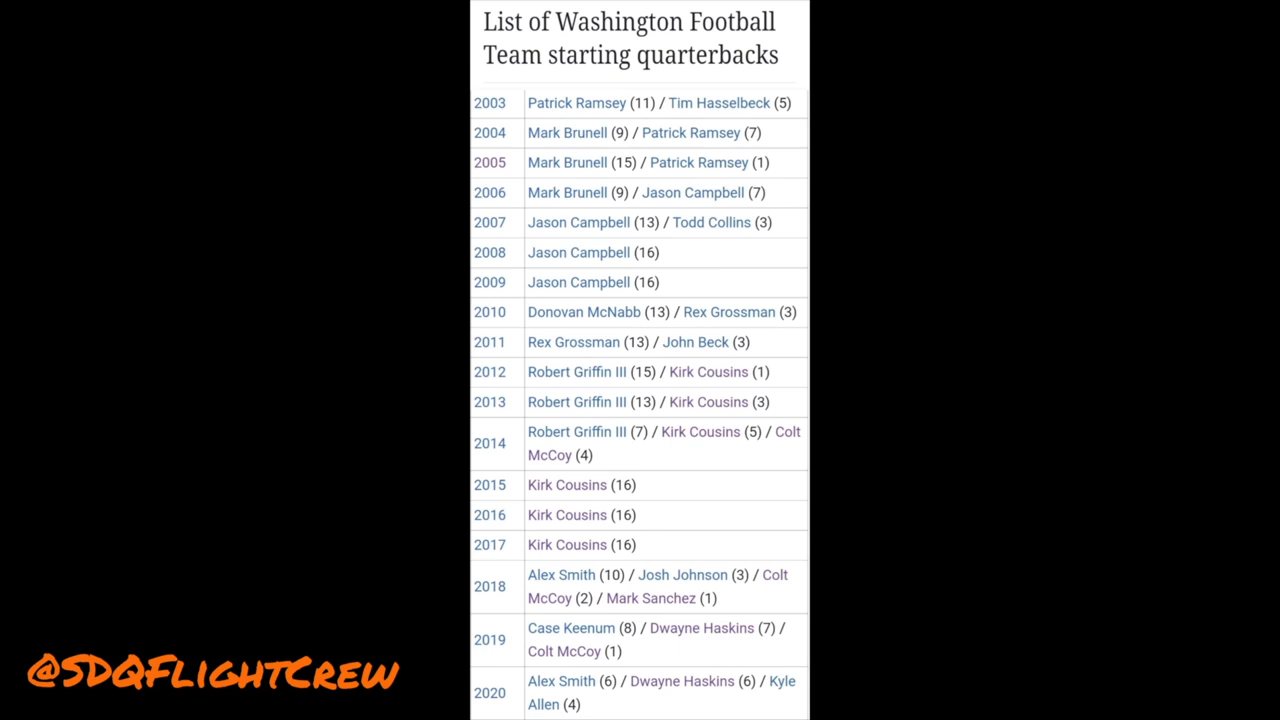 List of Washington Football
Team starting quarterbacks
2003 Patrick Ramsey (11) / Tim Hasselbeck (5)
2004 Mark Brunell (9) / Patrick Ramsey (7)
2005 Mark Brunell (15) / Patrick Ramsey (1)
2006 Mark Brunell (9) / Jason Campbell (7)
2007 Jason Campbell (13) / Todd Collins (3)
2008 Jason Campbell (16)
2009 Jason Campbell (16)
2010 Donovan McNabb (13) / Rex Grossman (3)
2011 Rex Grossman (13) / John Beck (3)
2012 Robert Griffin III (15) / Kirk Cousins (1)
2013 Robert Griffin III (13) / Kirk Cousins (3)
2014 Robert Griffin III (7) / Kirk Cousins (5) / Colt
McCoy (4)
2015 Kirk Cousins (16)
2016 Kirk Cousins (16)
2017 Kirk Cousins (16)
2018 Alex Smith (10) / Josh Johnson (3) / Colt
McCoy (2) / Mark Sanchez (1)
2019 Case Keenum (8) / Dwayne Haskins (7) /
Colt McCoy (1)
2020 Alex Smith (6) / Dwayne Haskins (6) / Kyle
Allen (4)
@SDQFlightCrew